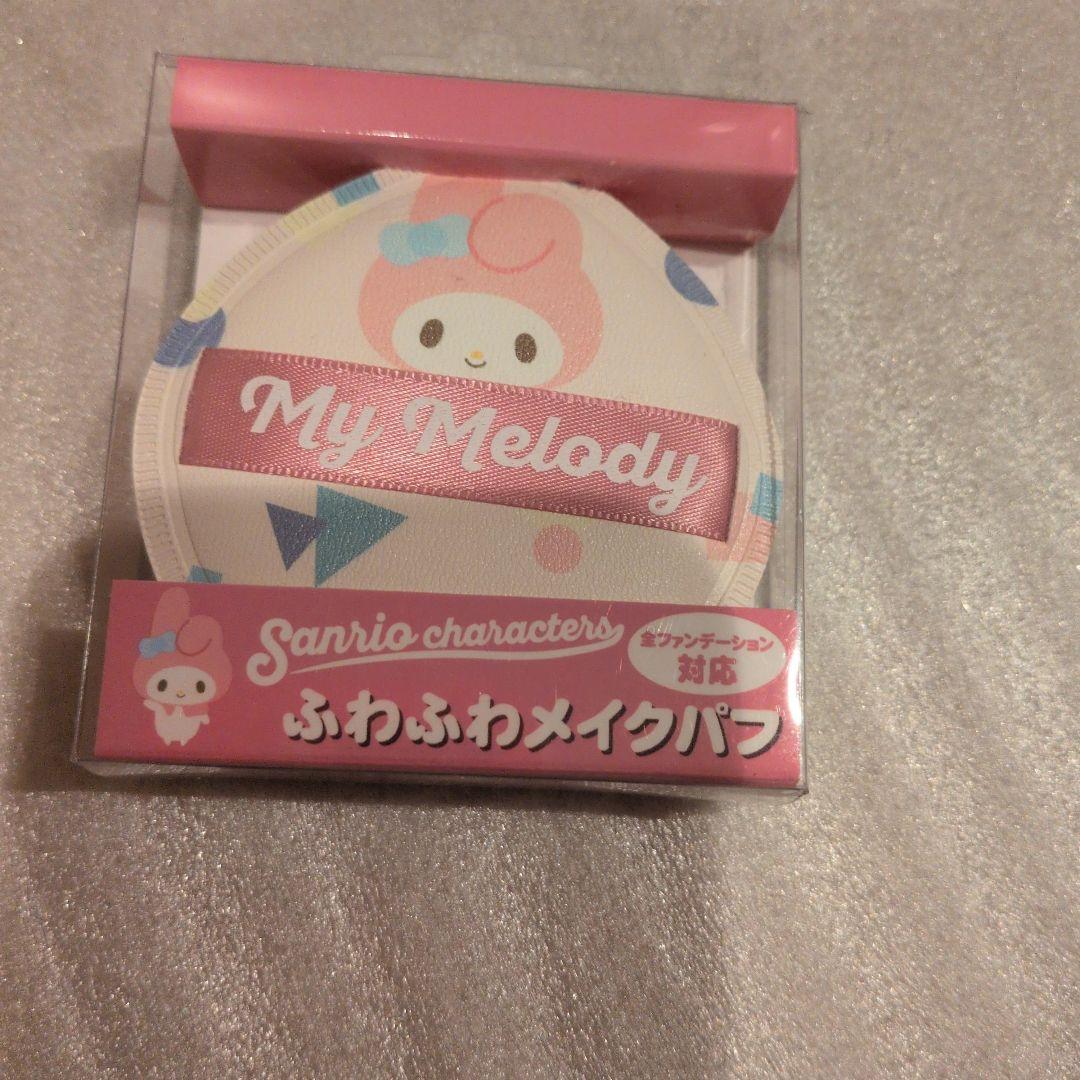 My Melody
Sanrio characters
全ファンデーション
対応
ふわふわメイクパフ